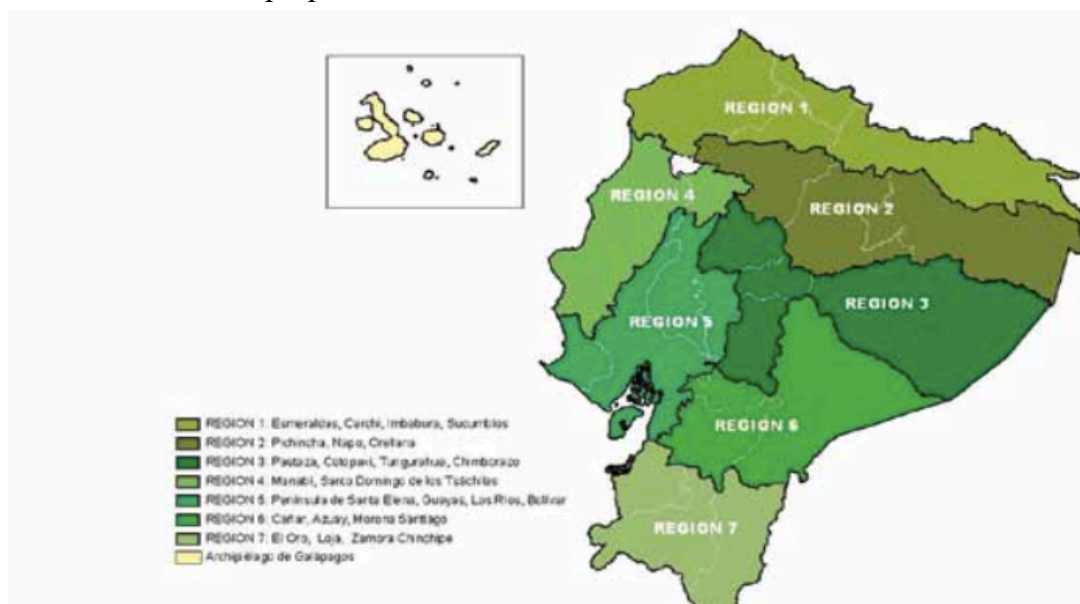 REGION 1
REGION 4
REGION 2
REGION 3
REGION 5
REGION 6
REGION 7
REGION 1: Esmeraldas, Carchi, Imbabura, Sucumbios
REGION 2: Pichincha, Napo, Orellana
REGION 3: Pastaza, Cotopaxi, Tungurahua, Chimborazo
REGION 4: Manabí, Santo Domingo de los Tsáchilas
REGION 5: Península de Santa Elena, Guayas, Los Ríos, Bolívar
REGION 6: Cañar, Azuay, Morona Santiago
REGION 7: El Oro, Loja, Zamora Chinchipe
Archipiélago de Galápagos